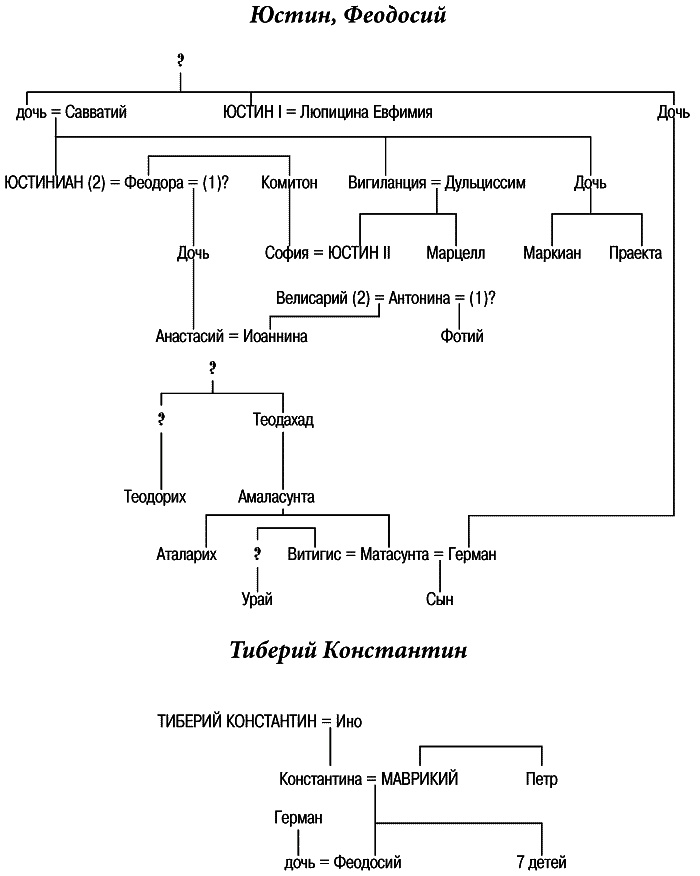 Юстин, Феодосий
?
дочь = Савватий ЮСТИН I = Люпицина Евфимия Дочь
ЮСТИНИАН (2) = Феодора = (1)? Комитон Вигиланция = Дульциссим Дочь
Дочь София = ЮСТИН II Марцелл Маркиан Праекта
Велисарий (2) = Антонина = (1)?
Анастасий = Иоаннина Фотий
?
? Теодахад
Теодорих Амаласунта
Аталарих ? Витигис = Матасунта = Герман
Урай Сын
Тиберий Константин
ТИБЕРИЙ КОНСТАНТИН = Ино
Константина = МАВРИКИЙ Петр
Герман
дочь = Феодосий 7 детей